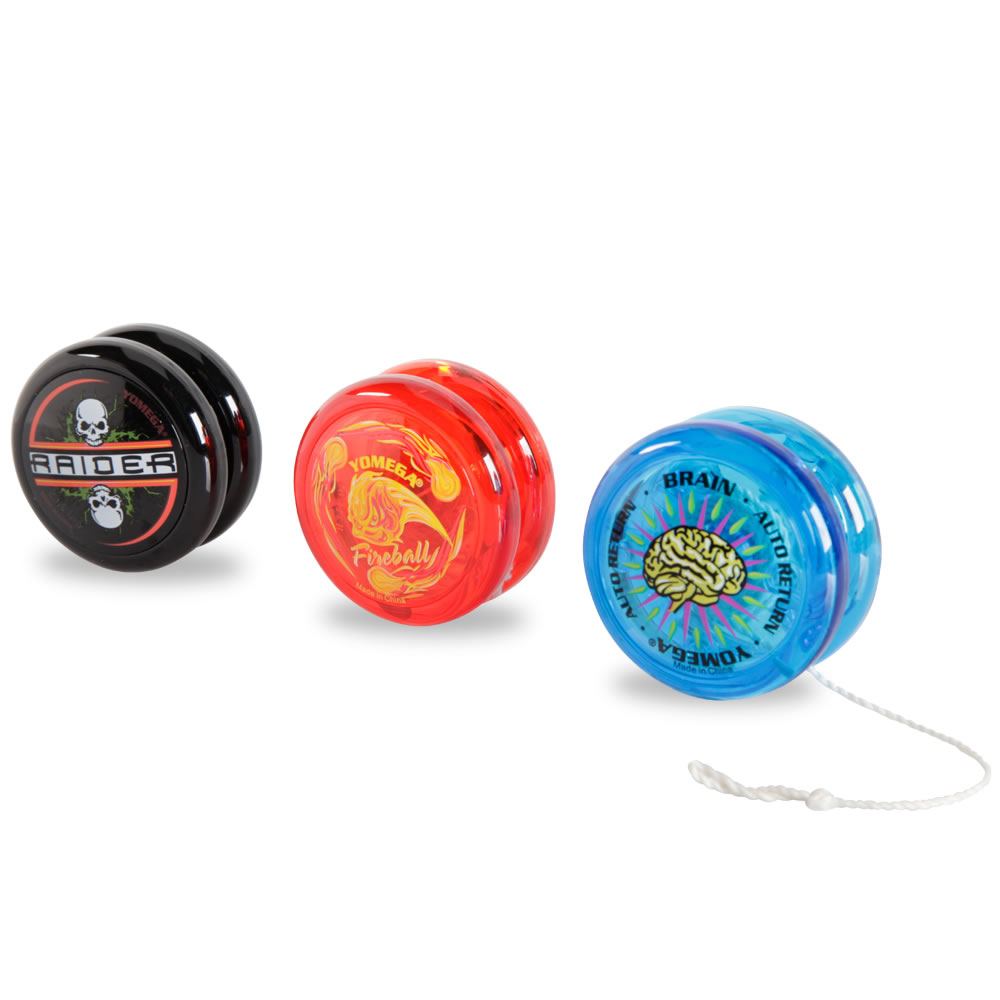 YOMEGA®
RAIDER
YOMEGA®
Fireball
Made in China
BRAIN
AUTO RETURN
AUTO RETURN
YOMEGA®
Made in China